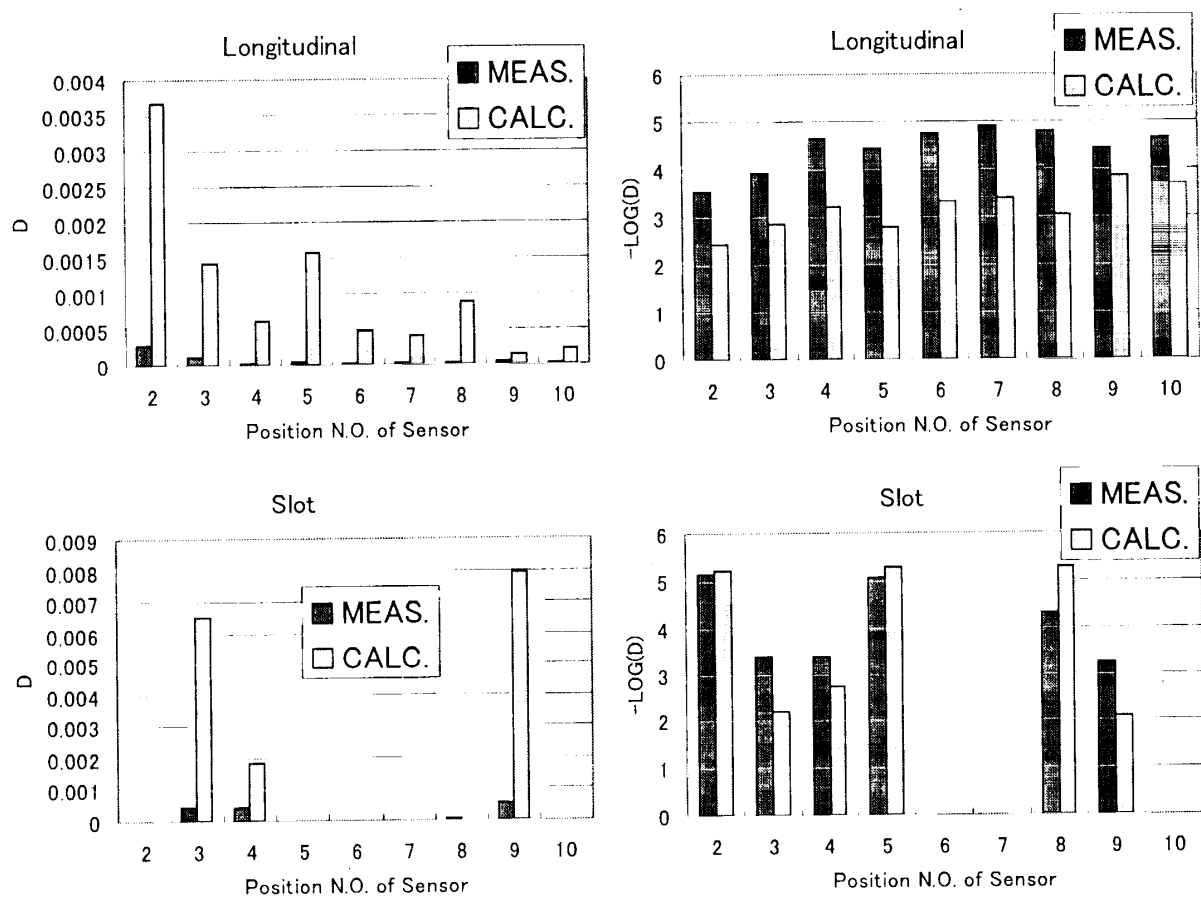 Longitudinal
MEAS.
CALC.
0.004
0.0035
0.003
0.0025
0.002
0.0015
0.001
0.0005
0
D
2 3 4 5 6 7 8 9 10
Position N.O. of Sensor
Longitudinal
MEAS.
CALC.
6
5
4
3
2
1
0
-LOG(D)
2 3 4 5 6 7 8 9 10
Position N.O. of Sensor
Slot
MEAS.
CALC.
0.009
0.008
0.007
0.006
0.005
0.004
0.003
0.002
0.001
0
D
2 3 4 5 6 7 8 9 10
Position N.O. of Sensor
Slot
MEAS.
CALC.
6
5
4
3
2
1
0
-LOG(D)
2 3 4 5 6 7 8 9 10
Position N.O. of Sensor